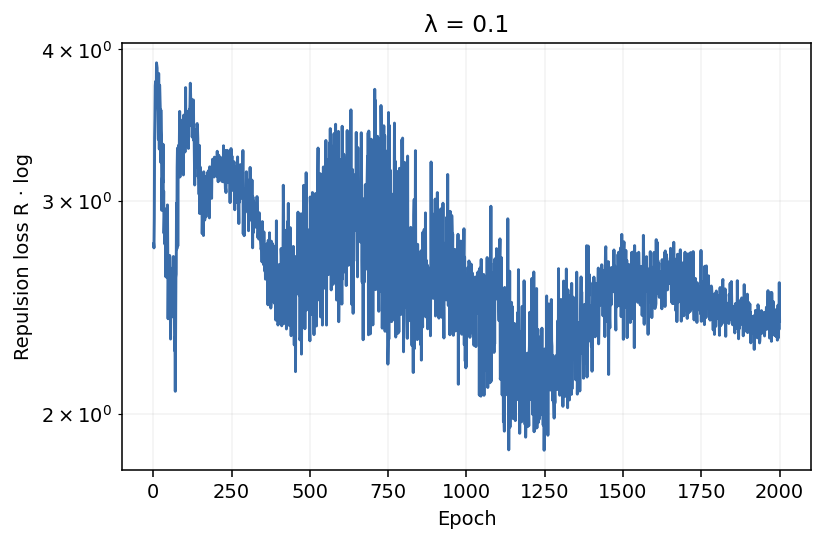 λ = 0.1
Repulsion loss R · log
4 × 10⁰
3 × 10⁰
2 × 10⁰
0 250 500 750 1000 1250 1500 1750 2000
Epoch